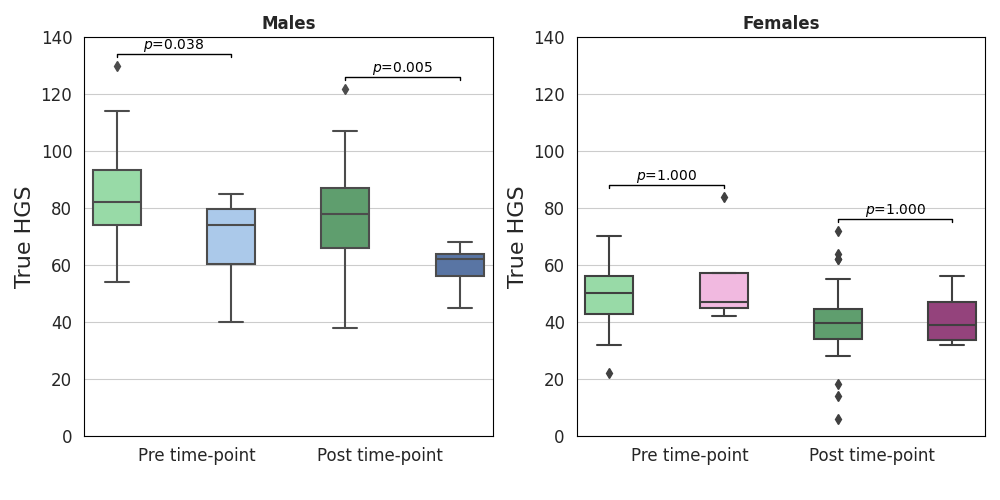 Males
True HGS
140
120
100
80
60
40
20
0
p=0.038
p=0.005
Pre time-point
Post time-point
Females
True HGS
140
120
100
80
60
40
20
0
p=1.000
p=1.000
Pre time-point
Post time-point